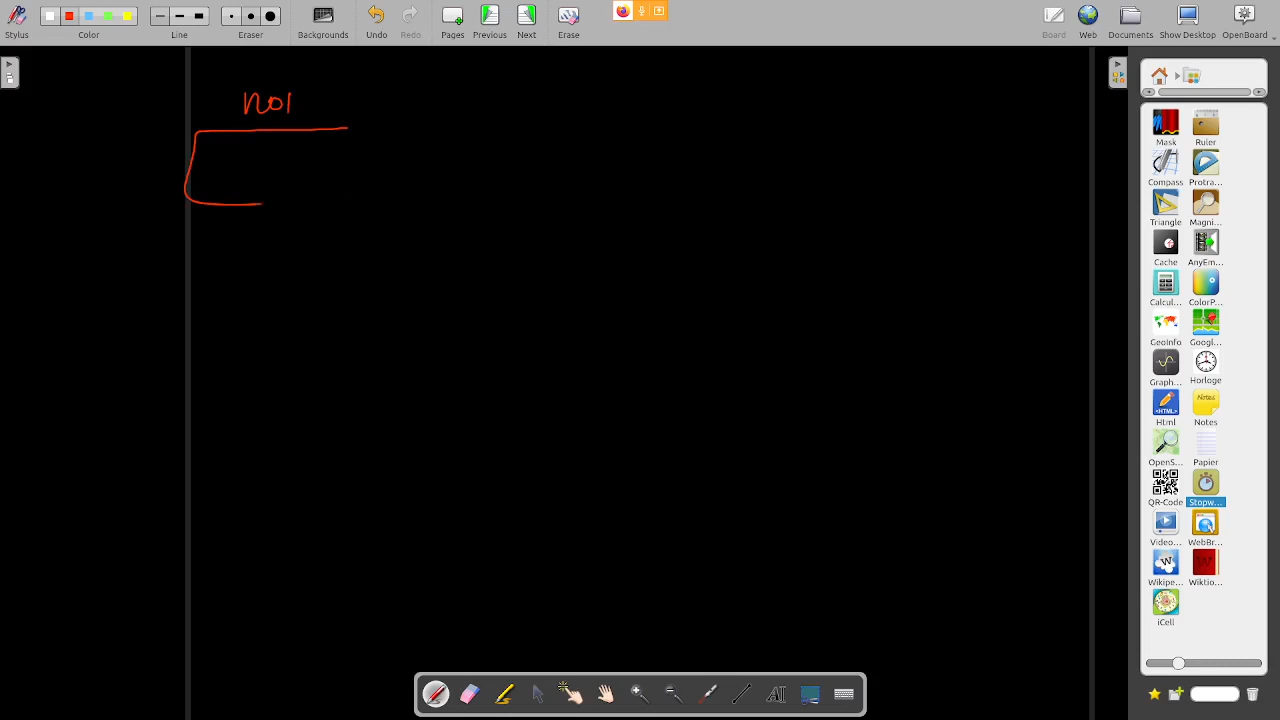 Stylus
Color
Line
Eraser
Backgrounds
Undo
Redo
Pages
Previous
Next
Erase
Board
Web
Documents
Show Desktop
OpenBoard
Mask
Ruler
Compass
Protra...
Triangle
Magni...
Cache
AnyEm...
Calcul...
ColorP...
GeoInfo
Googl...
Graph...
Horloge
Html
Notes
OpenS...
Papier
QR-Code
Stopw...
Video...
WebBr...
Wikipe...
Wiktio...
iCell